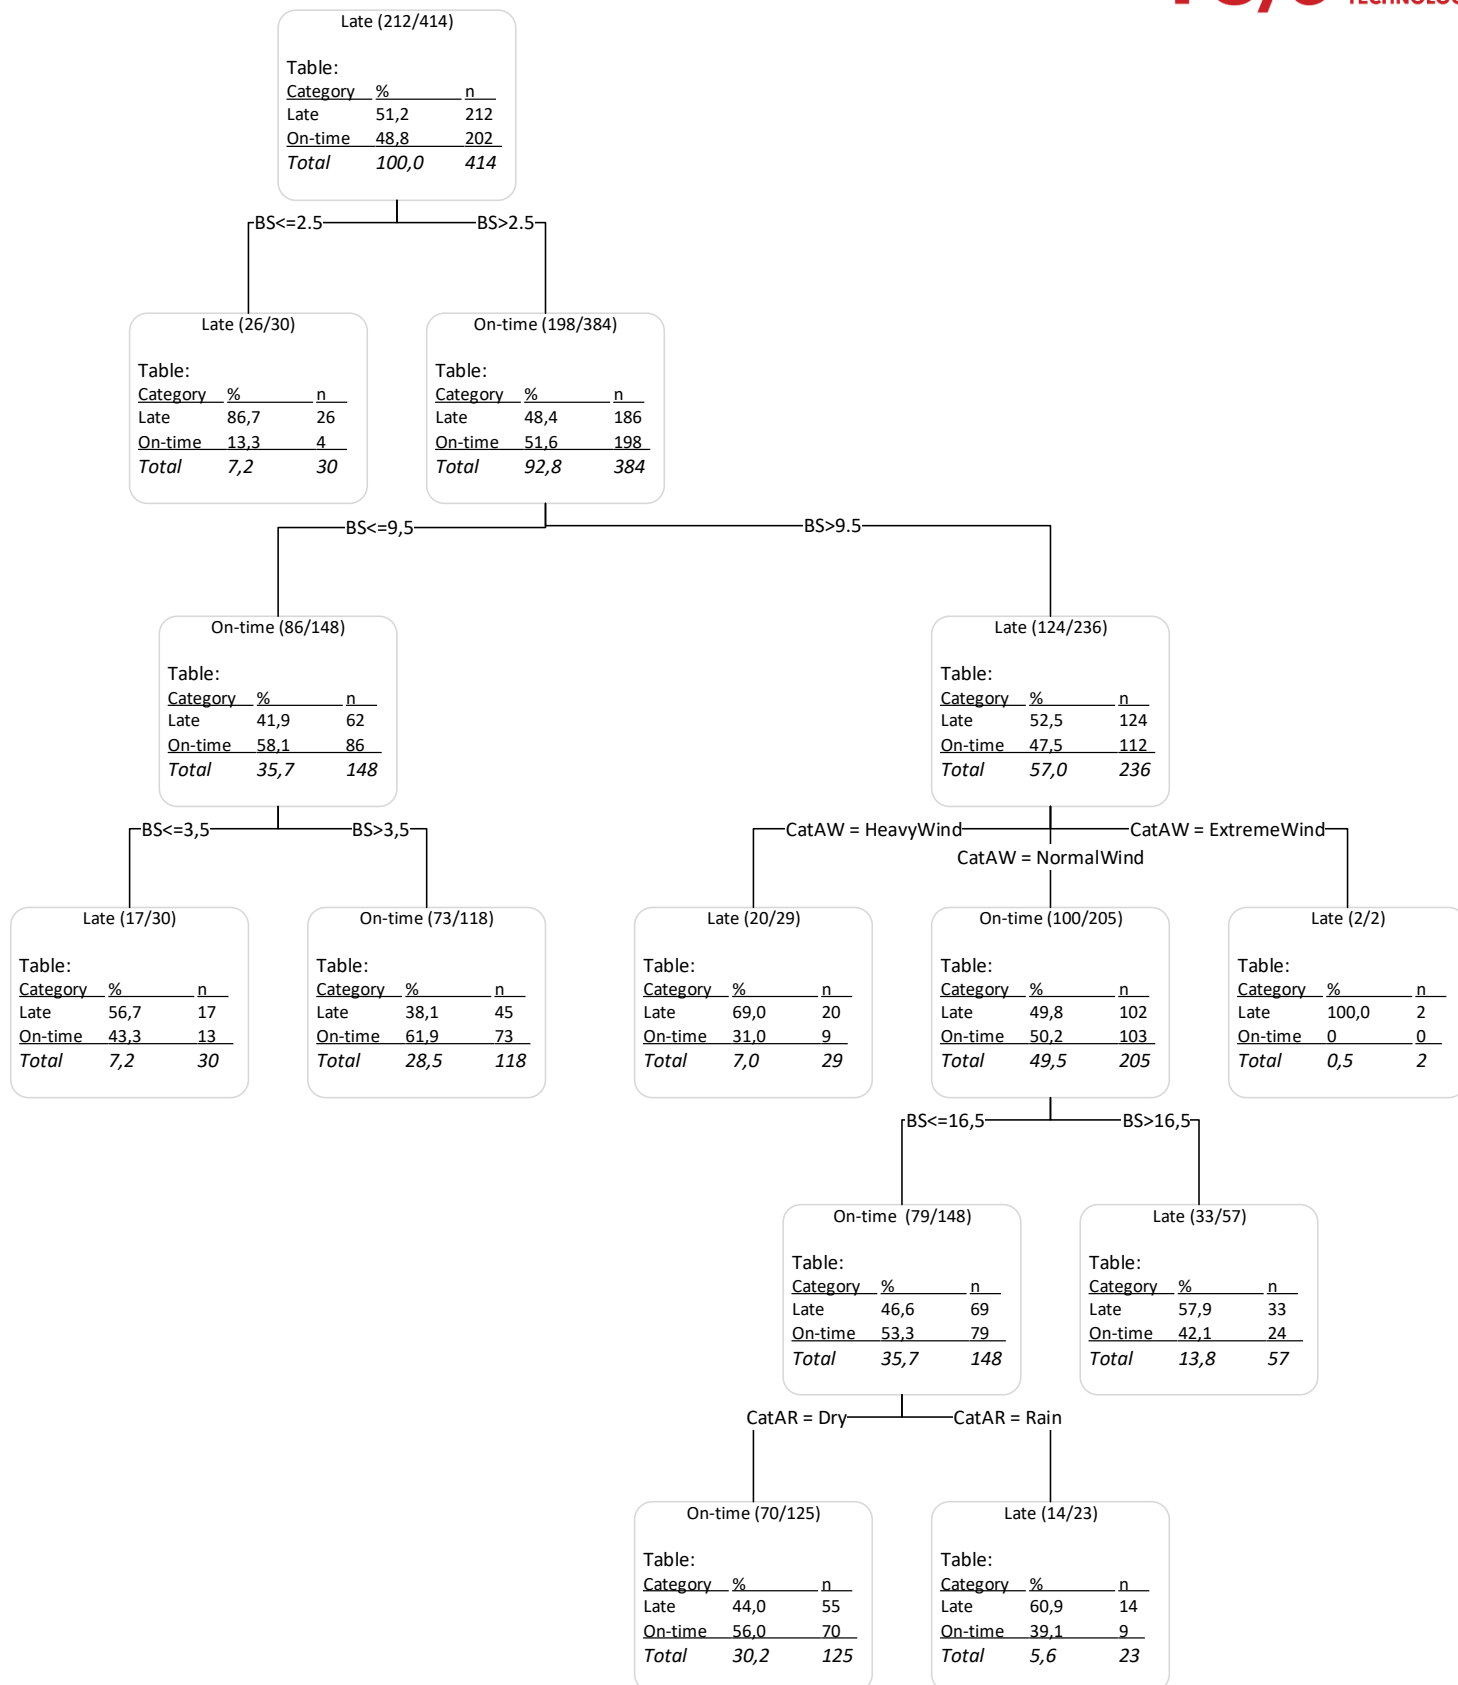 TECHNOLOG
Late (212/414)
Table:
Category % n
Late 51,2 212
On-time 48,8 202
Total 100,0 414
BS<=2.5 BS>2.5
Late (26/30)
Table:
Category % n
Late 86,7 26
On-time 13,3 4
Total 7,2 30
On-time (198/384)
Table:
Category % n
Late 48,4 186
On-time 51,6 198
Total 92,8 384
BS<=9,5 BS>9.5
On-time (86/148)
Table:
Category % n
Late 41,9 62
On-time 58,1 86
Total 35,7 148
Late (124/236)
Table:
Category % n
Late 52,5 124
On-time 47,5 112
Total 57,0 236
BS<=3,5 BS>3,5
CatAW = HeavyWind CatAW = ExtremeWind
CatAW = NormalWind
Late (17/30)
Table:
Category % n
Late 56,7 17
On-time 43,3 13
Total 7,2 30
On-time (73/118)
Table:
Category % n
Late 38,1 45
On-time 61,9 73
Total 28,5 118
Late (20/29)
Table:
Category % n
Late 69,0 20
On-time 31,0 9
Total 7,0 29
On-time (100/205)
Table:
Category % n
Late 49,8 102
On-time 50,2 103
Total 49,5 205
Late (2/2)
Table:
Category % n
Late 100,0 2
On-time 0 0
Total 0,5 2
BS<=16,5 BS>16,5
On-time (79/148)
Table:
Category % n
Late 46,6 69
On-time 53,3 79
Total 35,7 148
Late (33/57)
Table:
Category % n
Late 57,9 33
On-time 42,1 24
Total 13,8 57
CatAR = Dry CatAR = Rain
On-time (70/125)
Table:
Category % n
Late 44,0 55
On-time 56,0 70
Total 30,2 125
Late (14/23)
Table:
Category % n
Late 60,9 14
On-time 39,1 9
Total 5,6 23